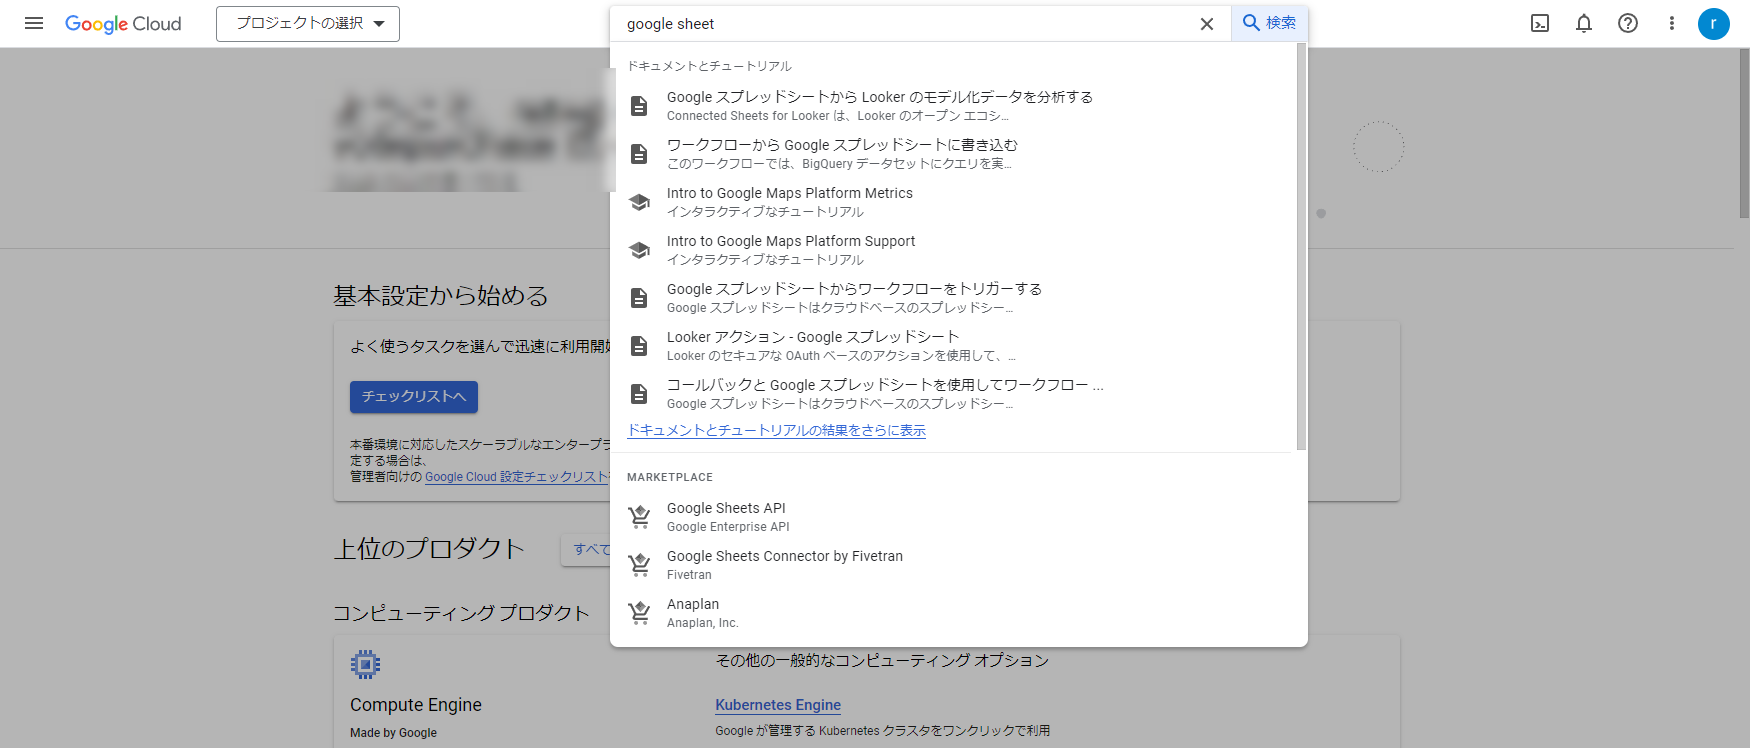 Google Cloud
プロジェクトの選択
google sheet
検索
r
ドキュメントとチュートリアル
Google スプレッドシートから Looker のモデル化データを分析する
Connected Sheets for Looker は、Looker のオープン エコシ...
ワークフローから Google スプレッドシートに書き込む
このワークフローでは、BigQuery データセットにクエリを実...
Intro to Google Maps Platform Metrics
インタラクティブなチュートリアル
Intro to Google Maps Platform Support
インタラクティブなチュートリアル
Google スプレッドシートからワークフローをトリガーする
Google スプレッドシートはクラウドベースのスプレッドシー...
Looker アクション - Google スプレッドシート
Looker のセキュアな OAuth ベースのアクションを使用して、...
コールバックと Google スプレッドシートを使用してワークフロー ...
Google スプレッドシートはクラウドベースのスプレッドシー...
ドキュメントとチュートリアルの結果をさらに表示
MARKETPLACE
Google Sheets API
Google Enterprise API
Google Sheets Connector by Fivetran
Fivetran
Anaplan
Anaplan, Inc.
基本設定から始める
よく使うタスクを選んで迅速に利用開始
チェックリストへ
本番環境に対応したスケーラブルなエンタープラ
定する場合は、
管理者向けの Google Cloud 設定チェックリスト
上位のプロダクト
すべて
コンピューティング プロダクト
Compute Engine
Made by Google
その他の一般的なコンピューティング オプション
Kubernetes Engine
Google が管理する Kubernetes クラスタをワンクリックで利用